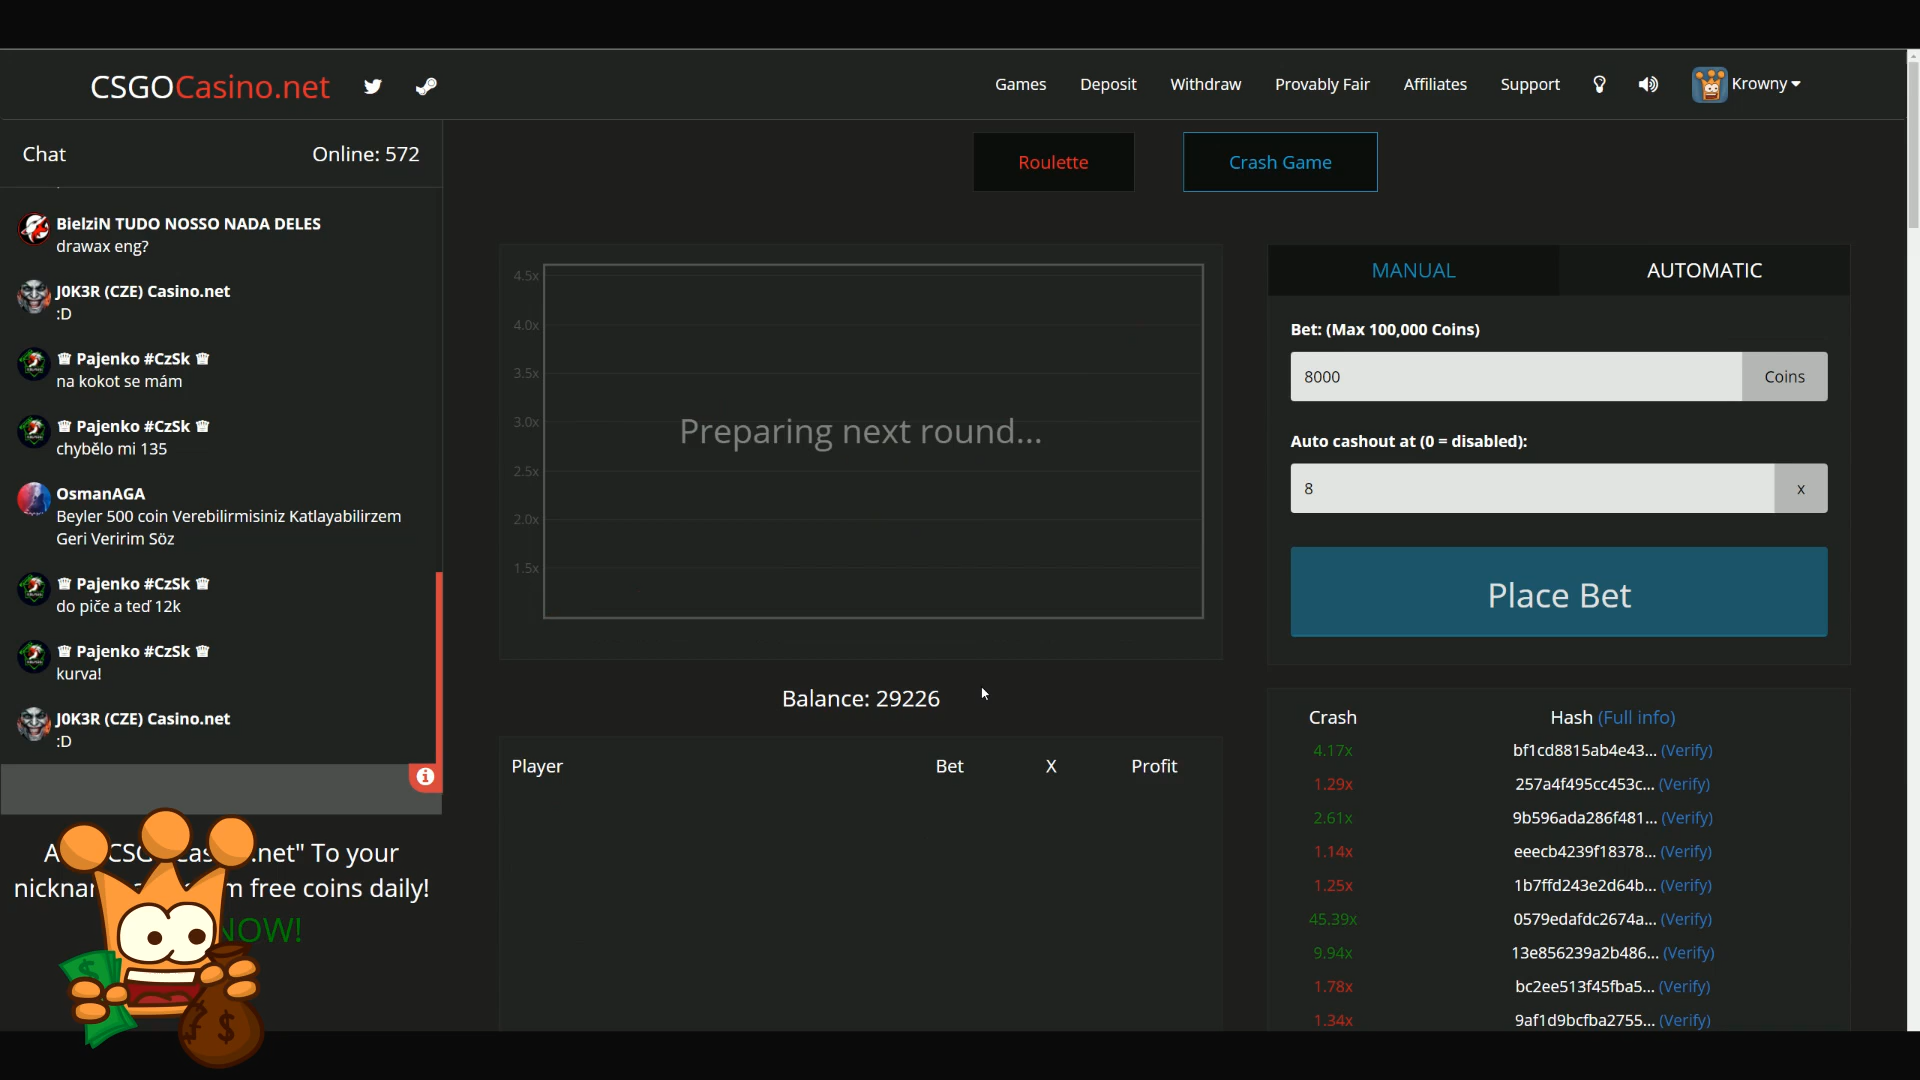 CSGOCasino.net
Games Deposit Withdraw Provably Fair Affiliates Support Krowny
Chat Online: 572
BielziN TUDO NOSSO NADA DELES
drawax eng?
J0K3R (CZE) Casino.net
:D
♛ Pajenko #CzSk ♛
na kokot se mám
♛ Pajenko #CzSk ♛
chybělo mi 135
OsmanAGA
Beyler 500 coin Verebilirmisiniz Katlayabilirzem
Geri Veririm Söz
♛ Pajenko #CzSk ♛
do piče a teď 12k
♛ Pajenko #CzSk ♛
kurva!
J0K3R (CZE) Casino.net
:D
.net" To your
free coins daily!
NOW!
Roulette Crash Game
4.5x
4.0x
3.5x
3.0x
2.5x
2.0x
1.5x
Preparing next round...
Balance: 29226
Player Bet X Profit
MANUAL AUTOMATIC
Bet: (Max 100,000 Coins)
8000 Coins
Auto cashout at (0 = disabled):
8 x
Place Bet
Crash Hash (Full info)
4.17x bf1cd8815ab4e43... (Verify)
1.29x 257a4f495cc453c... (Verify)
2.61x 9b596ada286f481... (Verify)
1.14x eeecb4239f18378... (Verify)
1.25x 1b7ffd243e2d64b... (Verify)
45.39x 0579edafdc2674a... (Verify)
9.94x 13e856239a2b486... (Verify)
1.78x bc2ee513f45fba5... (Verify)
1.34x 9af1d9bcfba2755... (Verify)